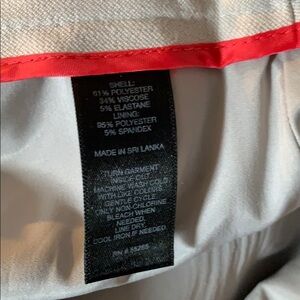 SHELL:
61% POLYESTER
34% VISCOSE
5% ELASTANE
LINING:
95% POLYESTER
5% SPANDEX
MADE IN SRI LANKA
TURN GARMENT
INSIDE OUT.
MACHINE WASH COLD
WITH LIKE COLORS.
GENTLE CYCLE.
ONLY NON-CHLORINE
BLEACH WHEN
NEEDED.
LINE DRY.
COOL IRON IF NEEDED.
RN #